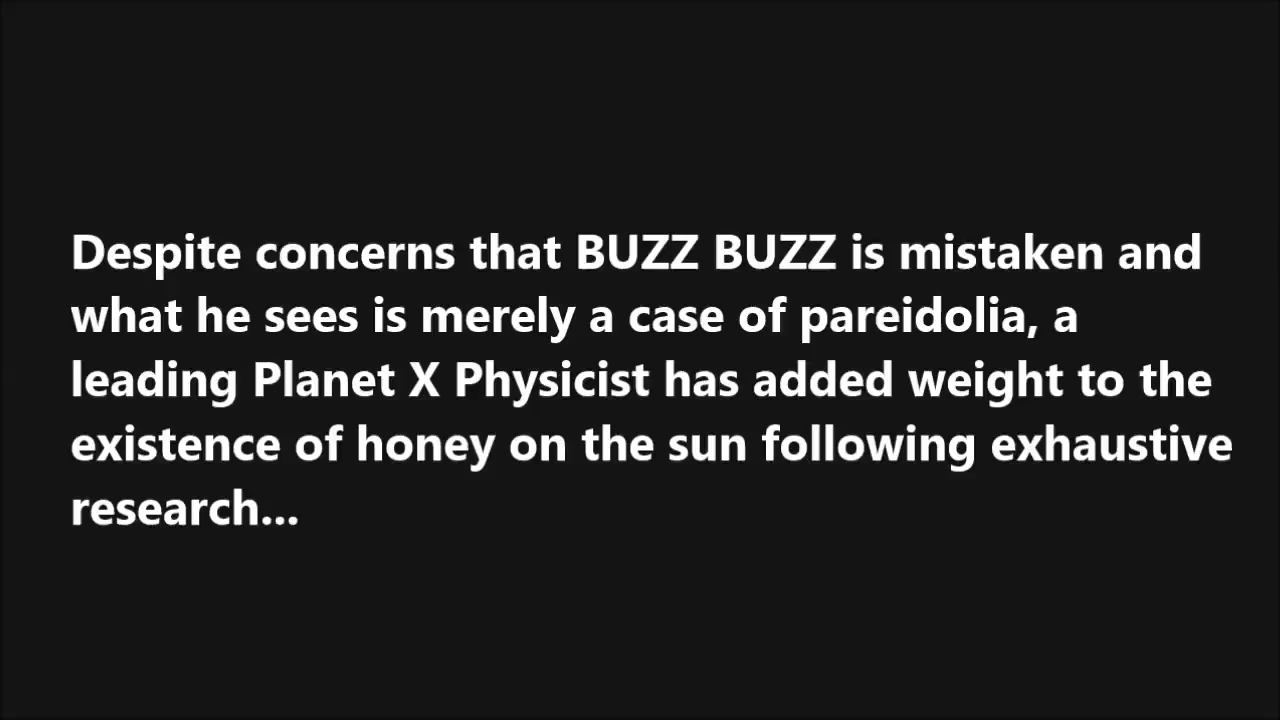 Despite concerns that BUZZ BUZZ is mistaken and
what he sees is merely a case of pareidolia, a
leading Planet X Physicist has added weight to the
existence of honey on the sun following exhaustive
research...